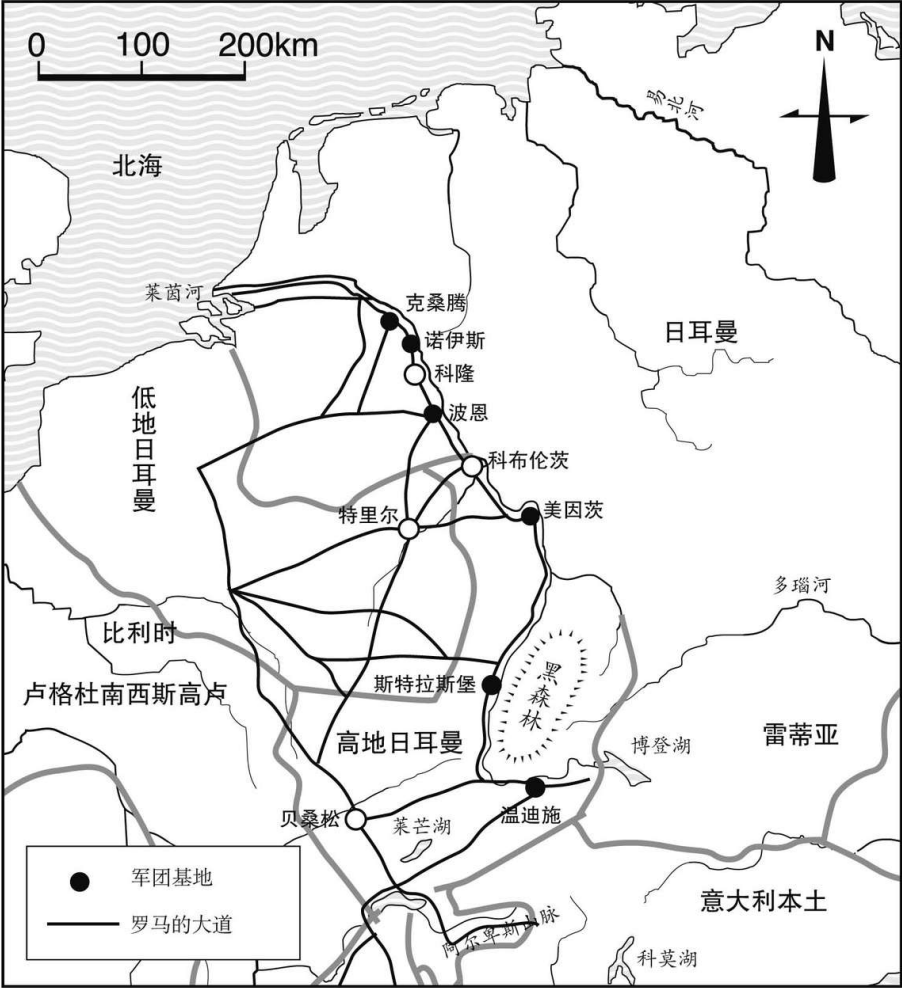 0 100 200km
N
易北河
北海
莱茵河
克桑腾
诺伊斯
日耳曼
科隆
低地日耳曼
波恩
科布伦茨
特里尔
美因茨
多瑙河
比利时
黑森林
斯特拉斯堡
卢格杜南西斯高卢
高地日耳曼
雷蒂亚
博登湖
温迪施
贝桑松
莱芒湖
军团基地
罗马的大道
意大利本土
阿尔卑斯山脉
科莫湖